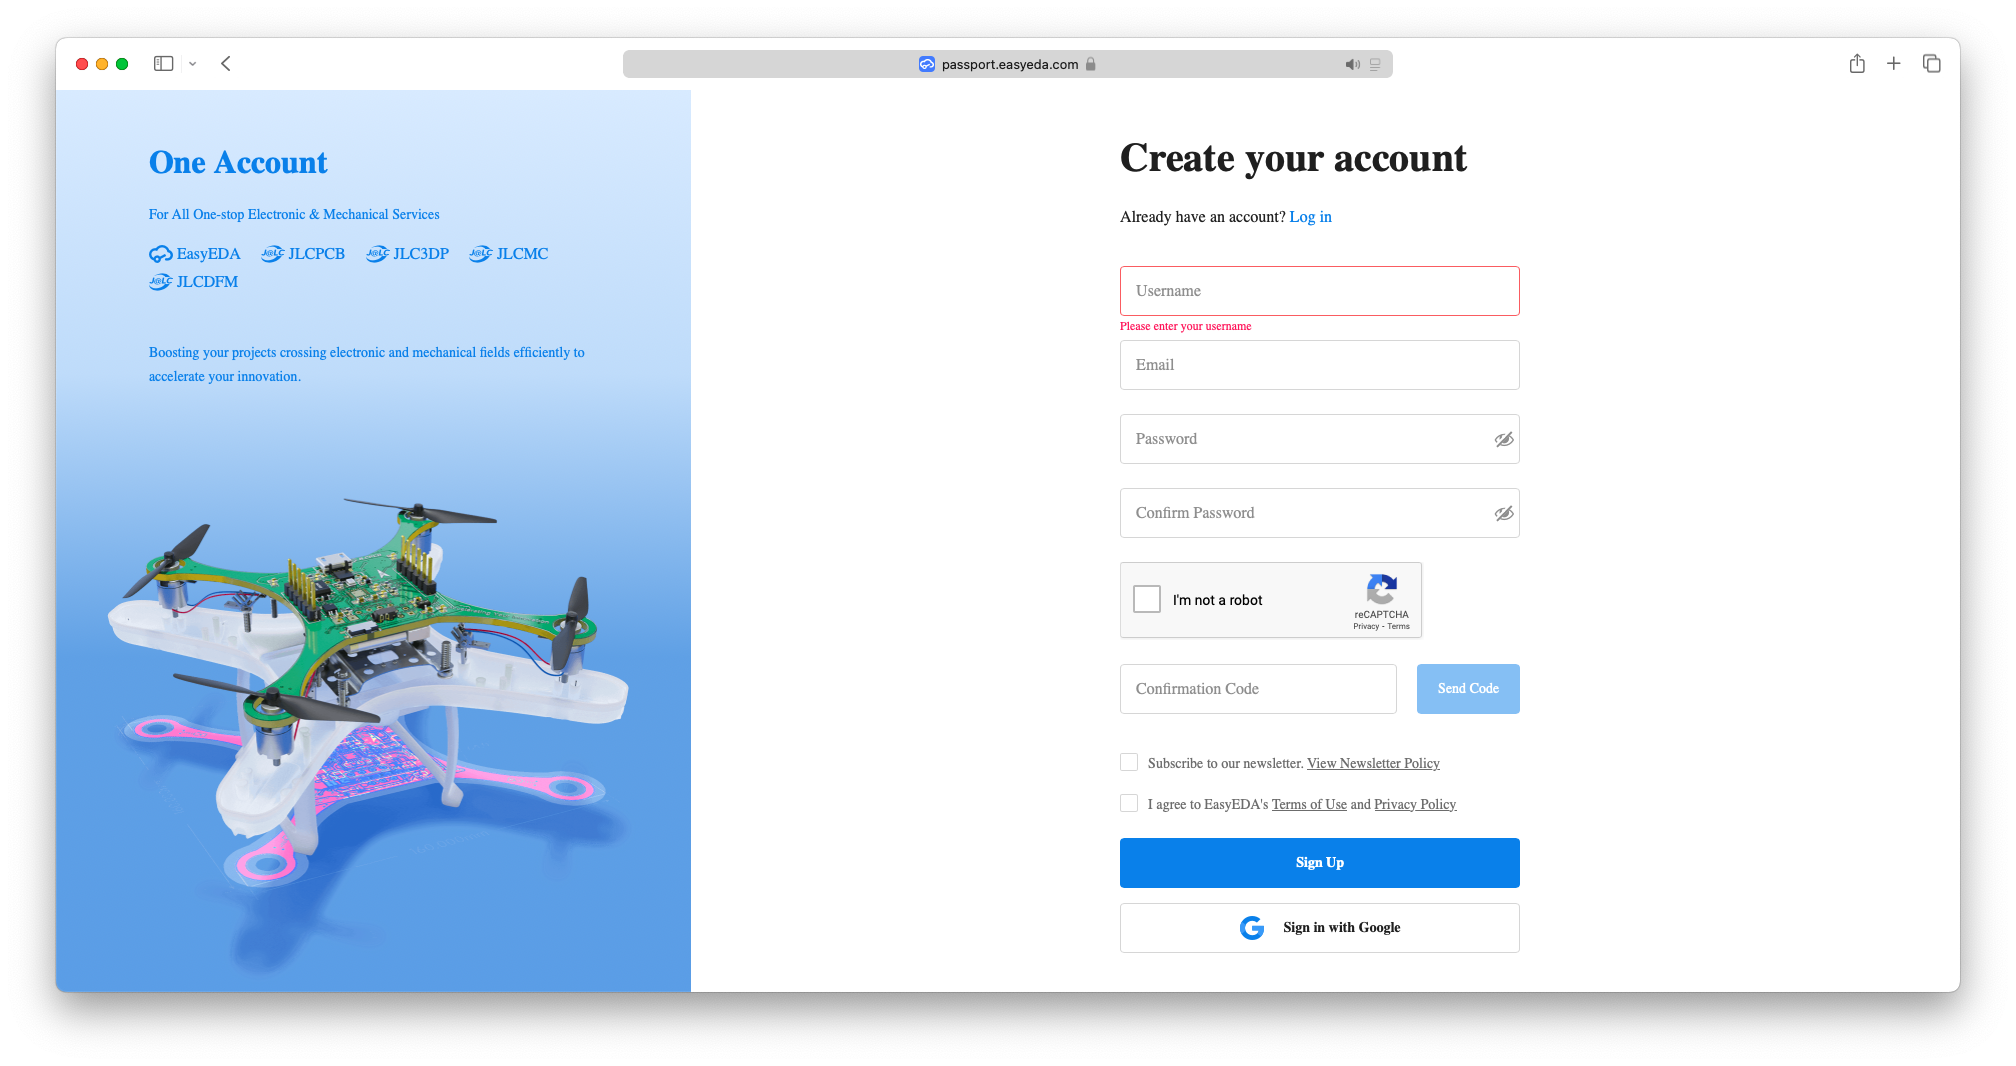 passport.easyeda.com
One Account
For All One-stop Electronic & Mechanical Services
EasyEDA JLCPCB JLC3DP JLCMC
JLCDFM
Boosting your projects crossing electronic and mechanical fields efficiently to
accelerate your innovation.
Create your account
Already have an account? Log in
Username
Please enter your username
Email
Password
Confirm Password
I'm not a robot
reCAPTCHA
Privacy - Terms
Confirmation Code
Send Code
Subscribe to our newsletter. View Newsletter Policy
I agree to EasyEDA's Terms of Use and Privacy Policy
Sign Up
Sign in with Google